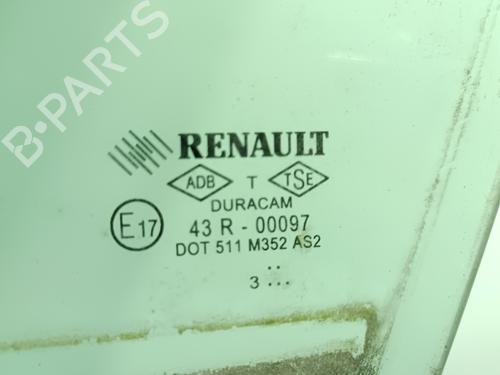 B-PARTS
RENAULT
ADB T TSE
DURACAM
E17 43 R - 00097
DOT 511 M352 AS2
..
3 ...